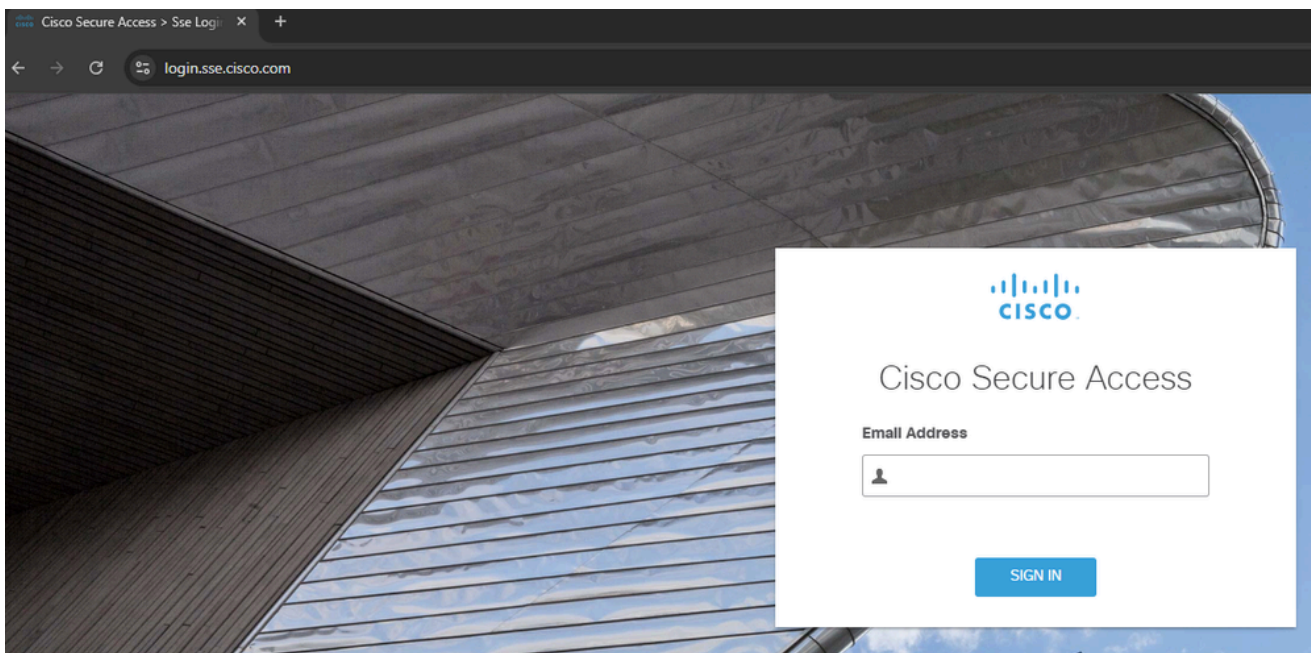 Cisco Secure Access > Sse Logi
login.sse.cisco.com
CISCO
Cisco Secure Access
Email Address
SIGN IN